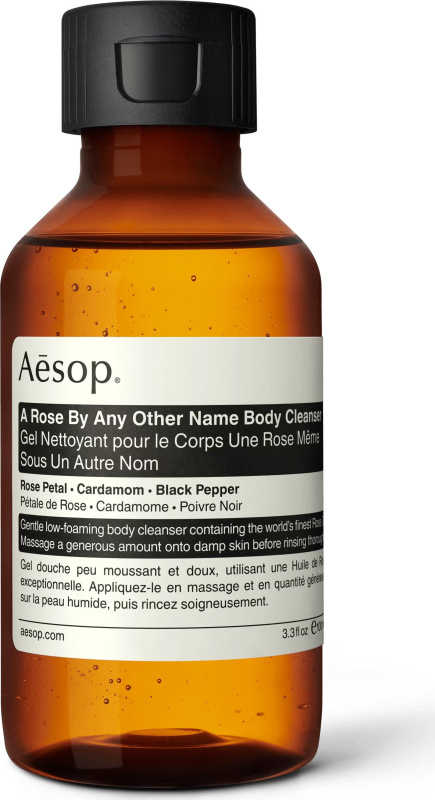 Aēsop®
A Rose By Any Other Name Body Cleanser
Gel Nettoyant pour le Corps Une Rose Même
Sous Un Autre Nom
Rose Petal • Cardamom • Black Pepper
Pétale de Rose • Cardamome • Poivre Noir
Gentle low-foaming body cleanser containing the world's finest Rose
Massage a generous amount onto damp skin before rinsing
Gel douche peu moussant et doux, utilisant une Huile de
exceptionelle. Appliquez-le en massage et en quantité
sur la peau humide, puis rincez soigneusement.
aesop.com 3.3 fl oz ℮